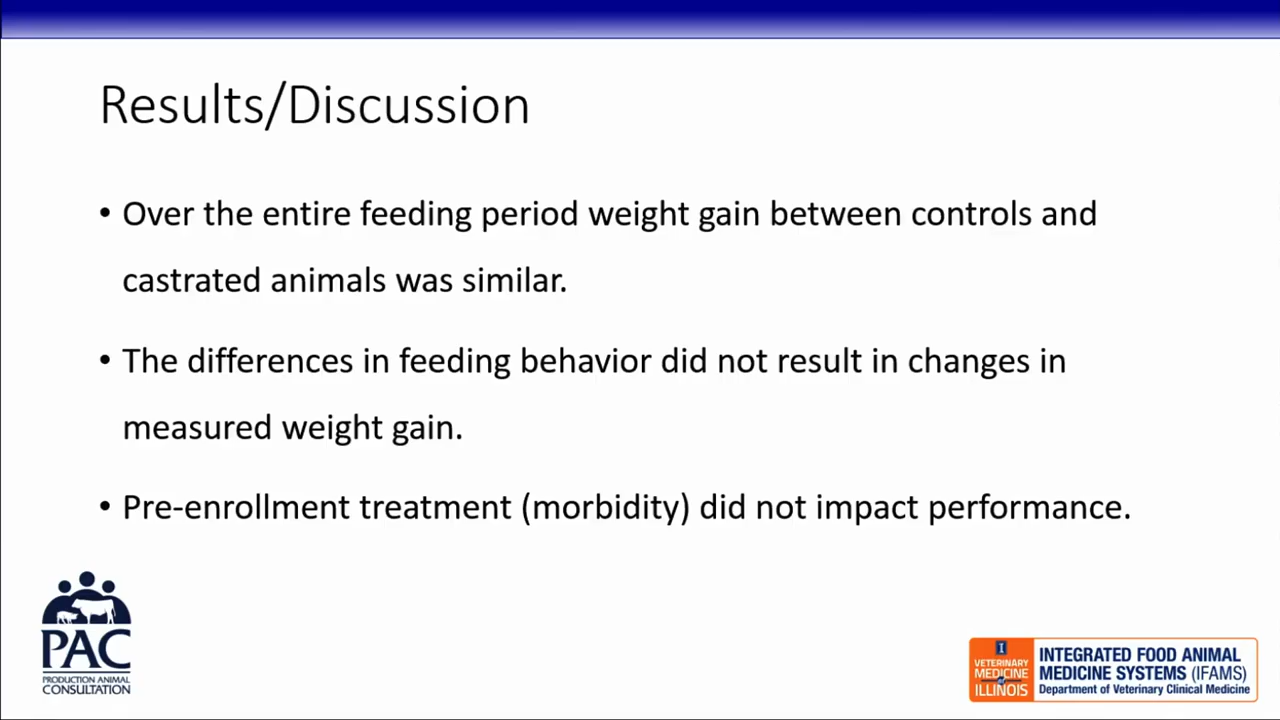 Results/Discussion
• Over the entire feeding period weight gain between controls and
castrated animals was similar.
• The differences in feeding behavior did not result in changes in
measured weight gain.
• Pre-enrollment treatment (morbidity) did not impact performance.
PAC
PRODUCTION ANIMAL
CONSULTATION
I
VETERINARY
MEDICINE
at
ILLINOIS
INTEGRATED FOOD ANIMAL
MEDICINE SYSTEMS (IFAMS)
Department of Veterinary Clinical Medicine